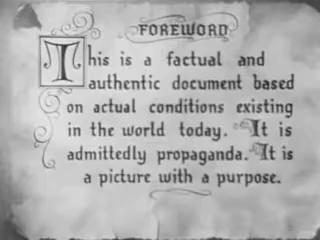 FOREWORD
This is a factual and
authentic document based
on actual conditions existing
in the world today. It is
admittedly propaganda. It is
a picture with a purpose.